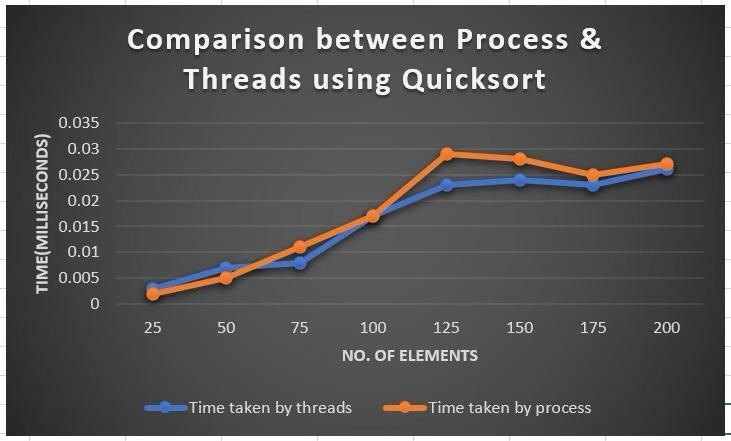 Comparison between Process &
Threads using Quicksort
0.035
0.03
0.025
0.02
0.015
0.01
0.005
0
TIME(MILLISECONDS)
25 50 75 100 125 150 175 200
NO. OF ELEMENTS
Time taken by threads Time taken by process